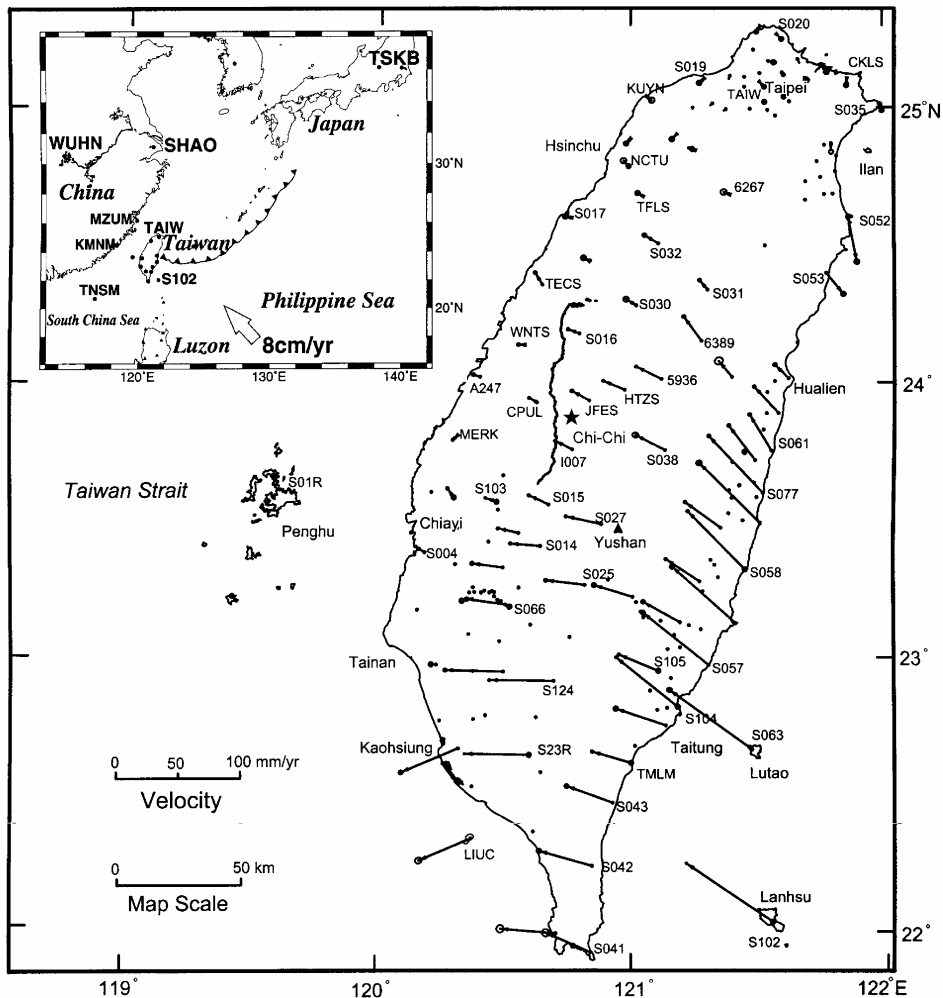 TSKB
Japan
WUHN
SHAO
30°N
China
MZUM
TAIW
KMNM
Taiwan
S102
TNSM
Philippine Sea
20°N
South China Sea
Luzon
8cm/yr
120°E
130°E
140°E
S020
CKLS
S019
KUYN
TAIW
Taipei
S035
25°N
Hsinchu
NCTU
Ilan
6267
TFLS
S017
S052
S032
S053
TECS
S030
S031
WNTS
S016
6389
24°
A247
5936
Hualien
CPUL
JFES
HTZS
Chi-Chi
MERK
S061
I007
S038
Taiwan Strait
S01R
S103
S015
S077
Penghu
Chiayi
S027
Yushan
S004
S014
S058
S025
S066
Tainan
S105
S057
23°
S124
S104
Kaohsiung
S23R
Taitung
S063
0 50 100 mm/yr
Velocity
TMLM
Lutao
S043
LIUC
S042
0 50 km
Map Scale
Lanhsu
S041
S102
22°
119°
120°
121°
122°E